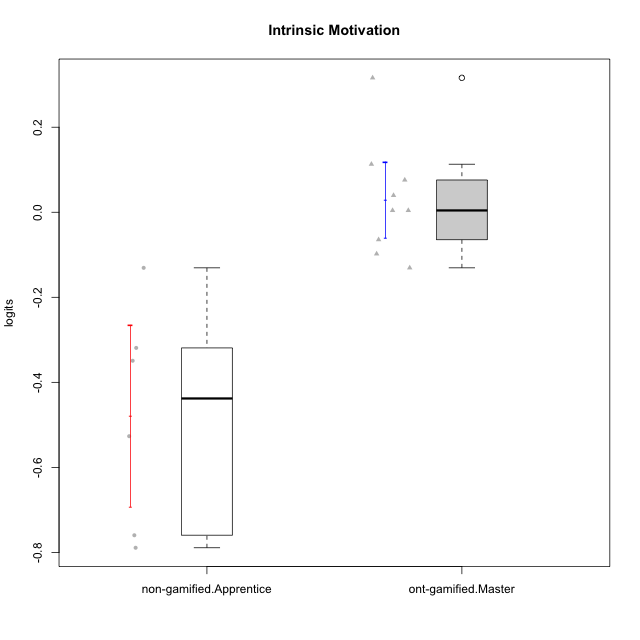 Intrinsic Motivation
logits
0.2
0.0
-0.2
-0.4
-0.6
-0.8
non-gamified.Apprentice
ont-gamified.Master